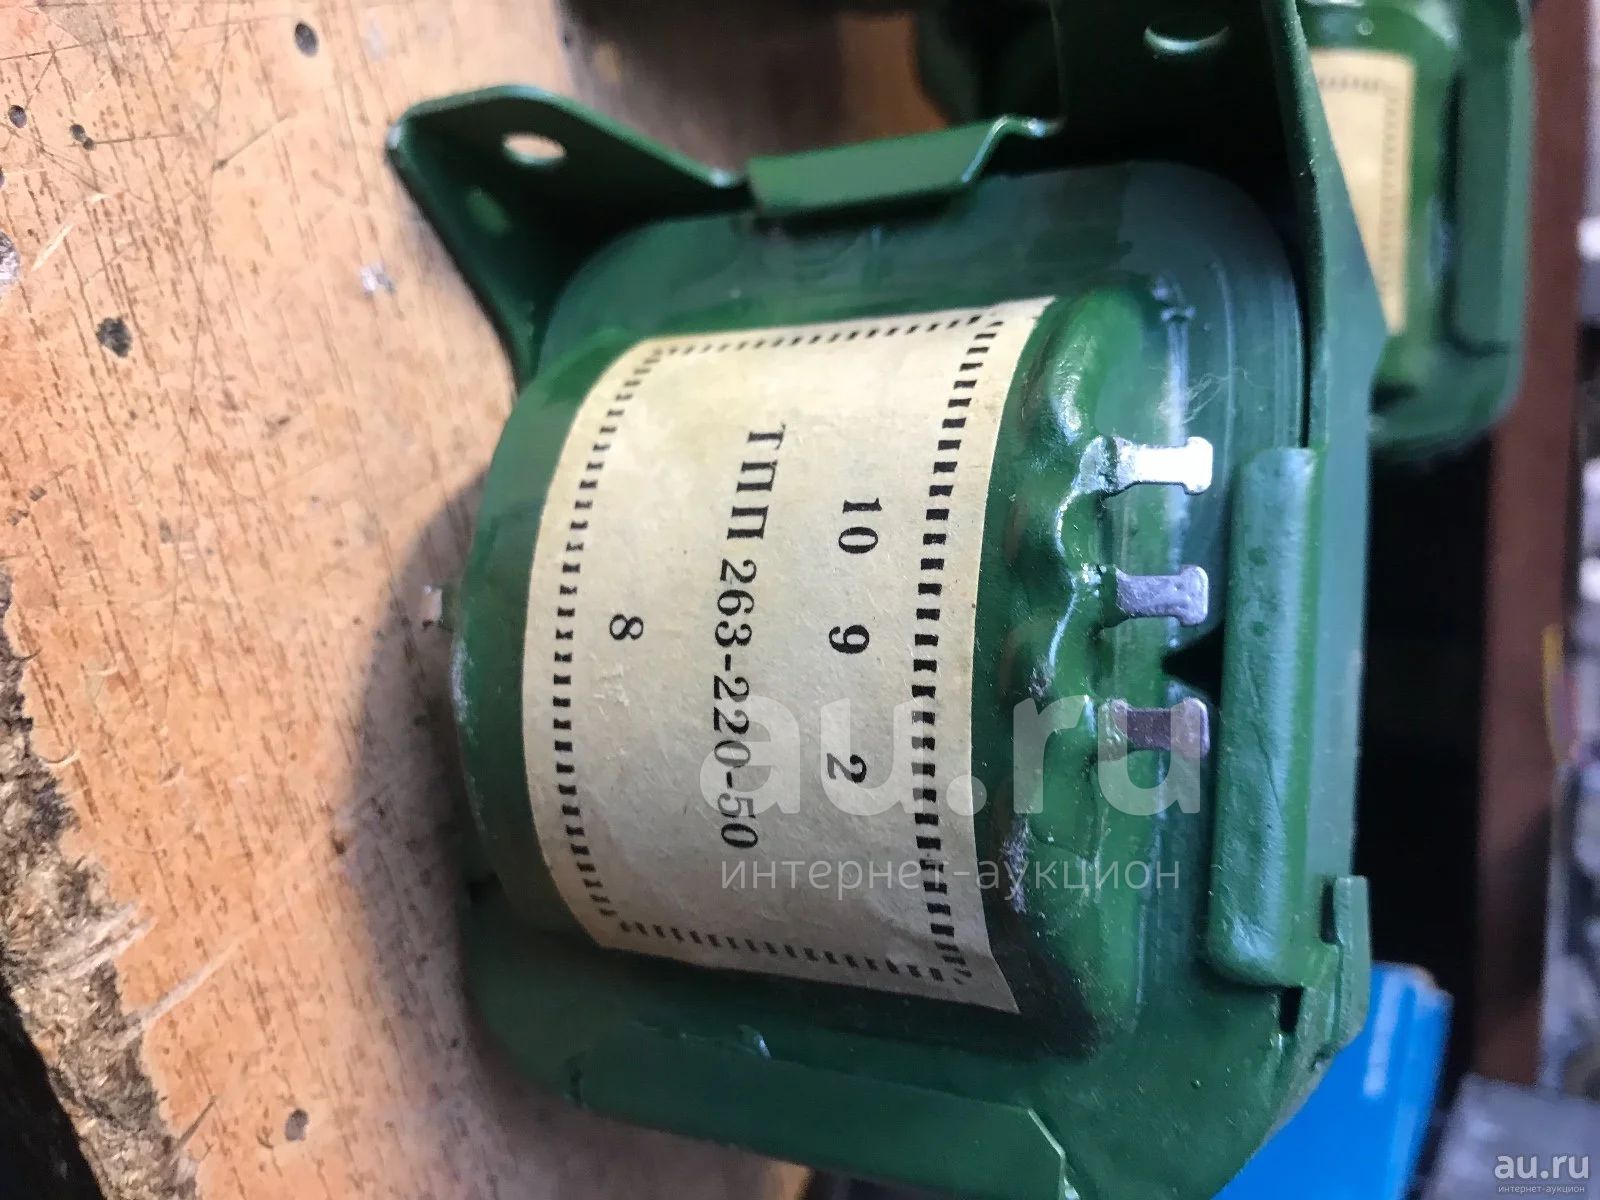 10 9 2
ТПП 263-220-50
8
au.ru
интернет-аукцион
au.ru
интернет-аукцион